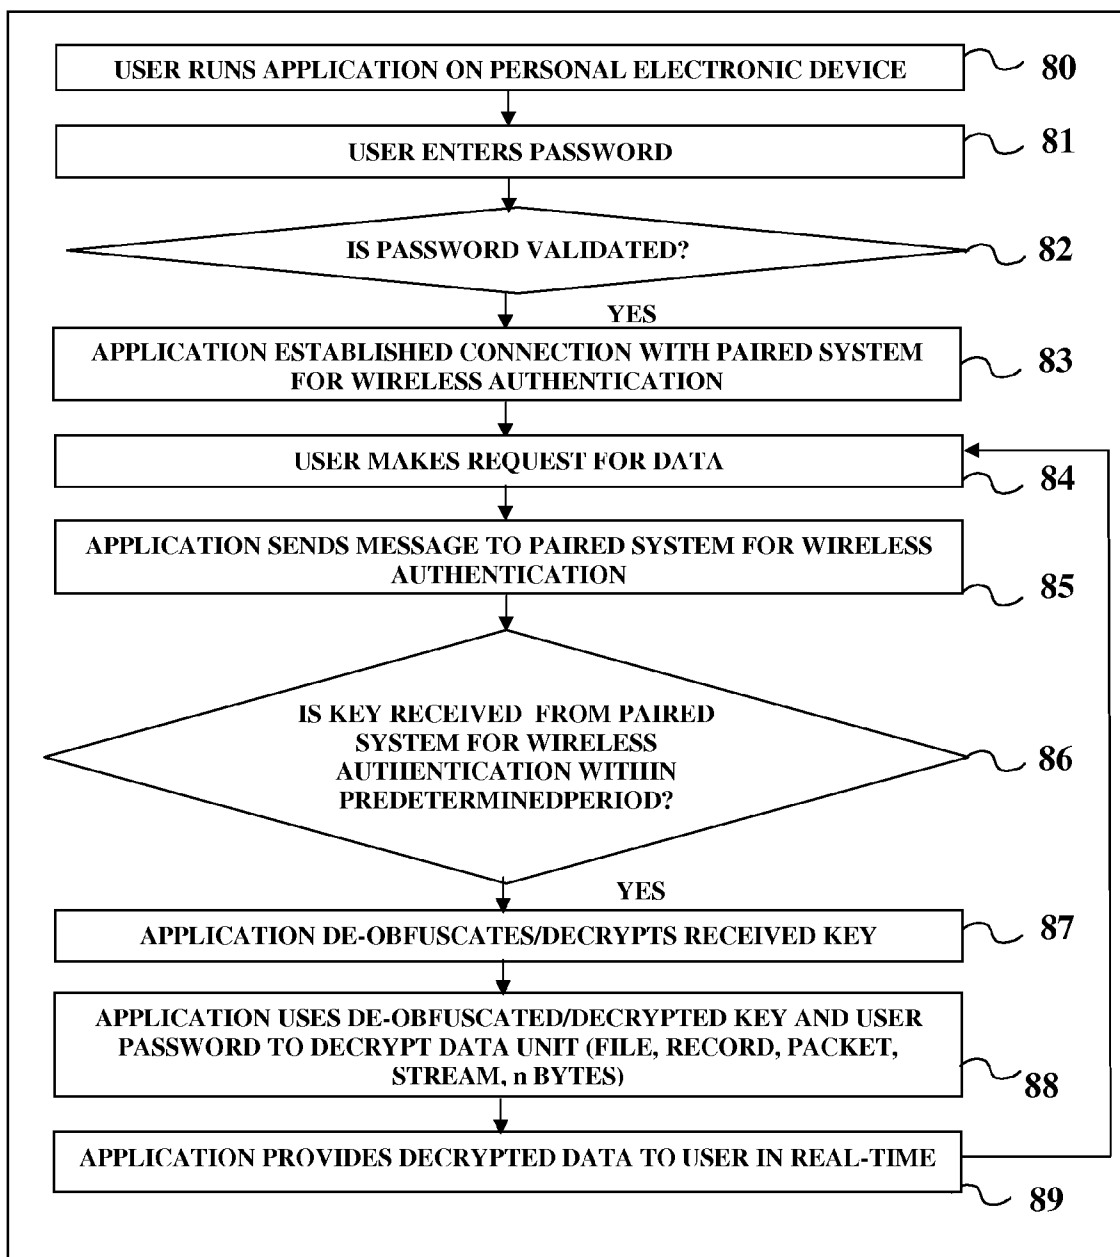 USER RUNS APPLICATION ON PERSONAL ELECTRONIC DEVICE
80
USER ENTERS PASSWORD
81
IS PASSWORD VALIDATED?
82
YES
APPLICATION ESTABLISHED CONNECTION WITH PAIRED SYSTEM
FOR WIRELESS AUTHENTICATION
83
USER MAKES REQUEST FOR DATA
84
APPLICATION SENDS MESSAGE TO PAIRED SYSTEM FOR WIRELESS
AUTHENTICATION
85
IS KEY RECEIVED FROM PAIRED
SYSTEM FOR WIRELESS
AUTHENTICATION WITHIN
PREDETERMINEDPERIOD?
86
YES
APPLICATION DE-OBFUSCATES/DECRYPTS RECEIVED KEY
87
APPLICATION USES DE-OBFUSCATED/DECRYPTED KEY AND USER
PASSWORD TO DECRYPT DATA UNIT (FILE, RECORD, PACKET,
STREAM, n BYTES)
88
APPLICATION PROVIDES DECRYPTED DATA TO USER IN REAL-TIME
89